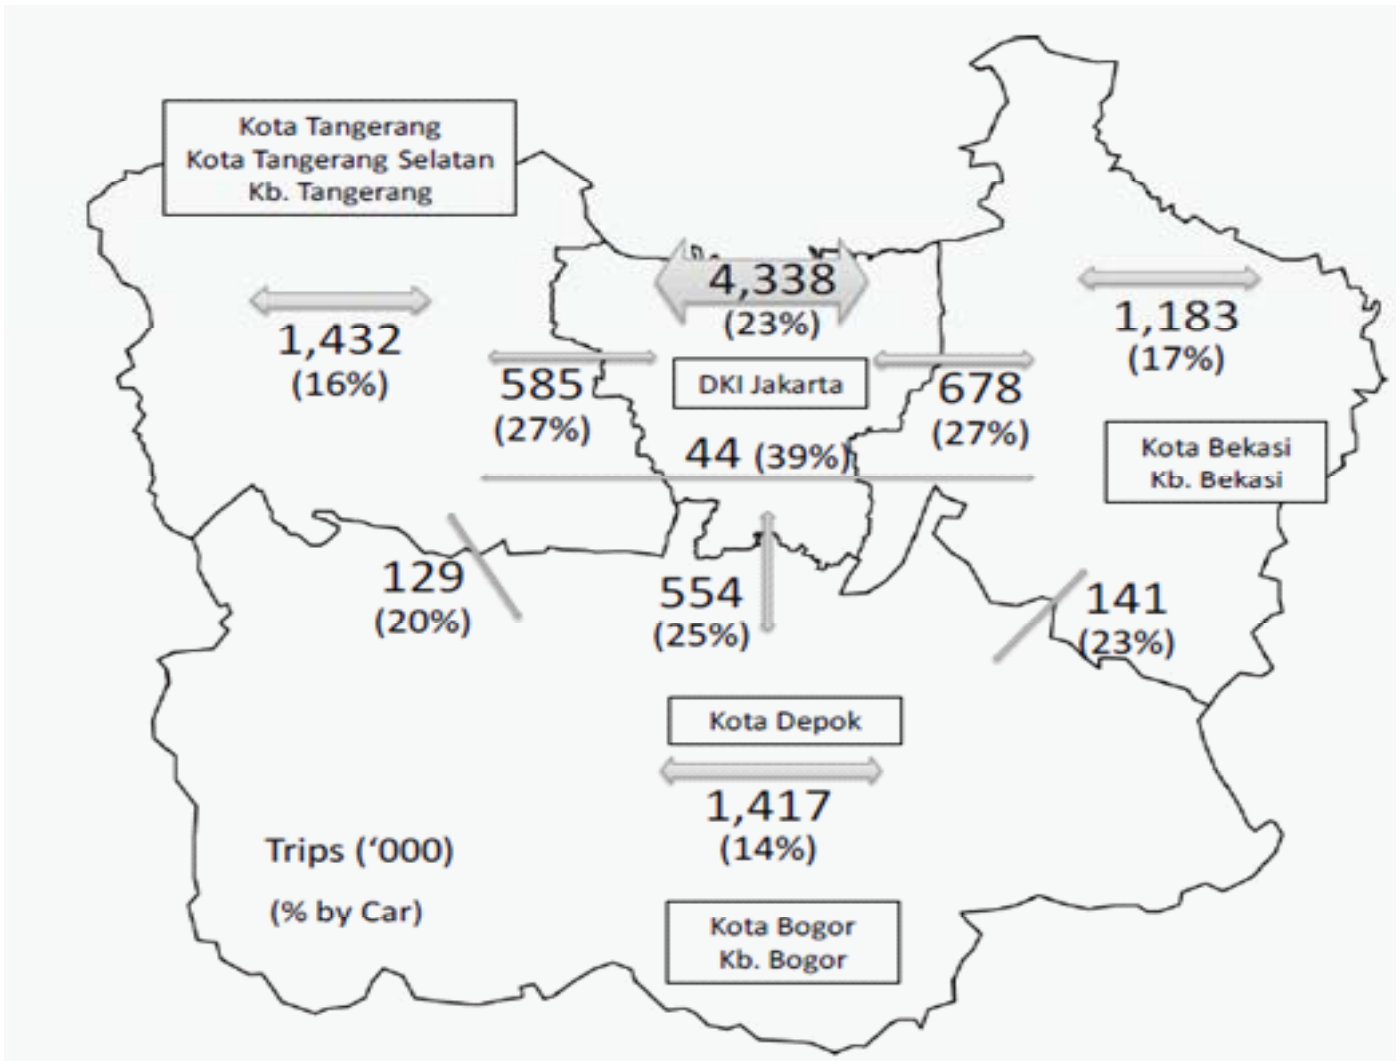 Kota Tangerang
Kota Tangerang Selatan
Kb. Tangerang
4,338
(23%)
1,432
(16%)
1,183
(17%)
585
(27%)
DKI Jakarta
678
(27%)
44 (39%)
Kota Bekasi
Kb. Bekasi
129
(20%)
554
(25%)
141
(23%)
Kota Depok
1,417
(14%)
Trips (‘000)
(% by Car)
Kota Bogor
Kb. Bogor